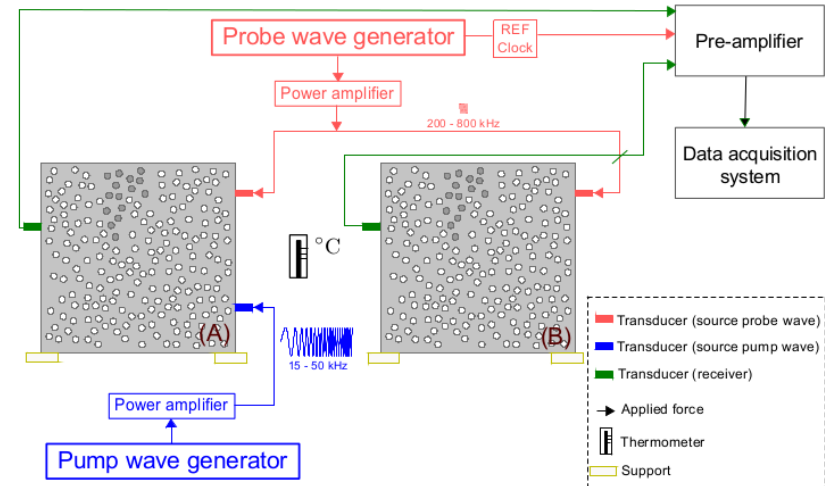 Probe wave generator
REF
Clock
Pre-amplifier
Power amplifier
200 - 800 kHz
Data acquisition
system
°C
(A)
(B)
15 - 50 kHz
Power amplifier
Pump wave generator
Transducer (source probe wave)
Transducer (source pump wave)
Transducer (receiver)
Applied force
Thermometer
Support